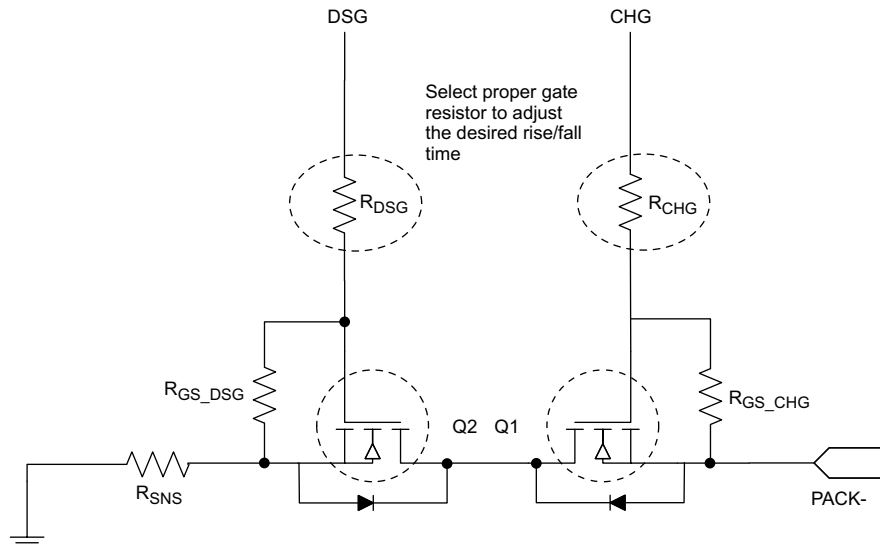 DSG
CHG
Select proper gate
resistor to adjust
the desired rise/fall
time
RDSG
RCHG
RGS_DSG
RGS_CHG
Q2
Q1
RSNS
PACK-